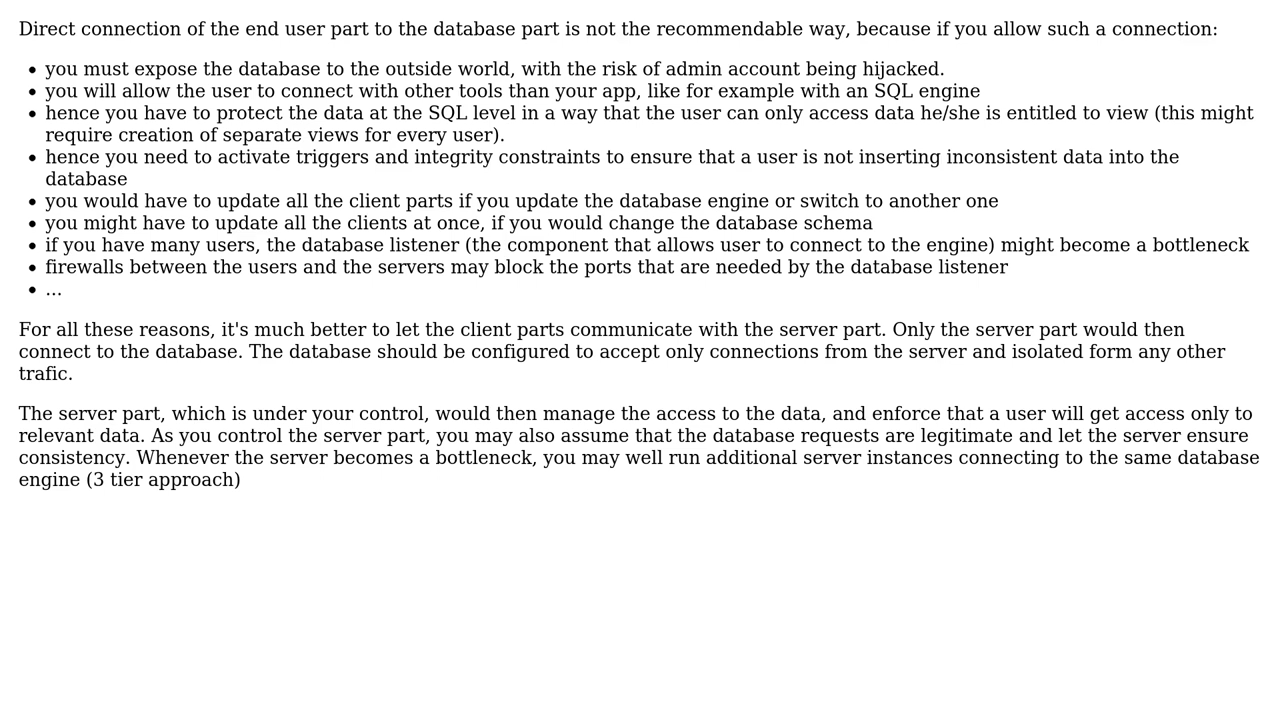 Direct connection of the end user part to the database part is not the recommendable way, because if you allow such a connection:
• you must expose the database to the outside world, with the risk of admin account being hijacked.
• you will allow the user to connect with other tools than your app, like for example with an SQL engine
• hence you have to protect the data at the SQL level in a way that the user can only access data he/she is entitled to view (this might
require creation of separate views for every user).
• hence you need to activate triggers and integrity constraints to ensure that a user is not inserting inconsistent data into the
database
• you would have to update all the client parts if you update the database engine or switch to another one
• you might have to update all the clients at once, if you would change the database schema
• if you have many users, the database listener (the component that allows user to connect to the engine) might become a bottleneck
• firewalls between the users and the servers may block the ports that are needed by the database listener
• ...
For all these reasons, it's much better to let the client parts communicate with the server part. Only the server part would then
connect to the database. The database should be configured to accept only connections from the server and isolated form any other
trafic.
The server part, which is under your control, would then manage the access to the data, and enforce that a user will get access only to
relevant data. As you control the server part, you may also assume that the database requests are legitimate and let the server ensure
consistency. Whenever the server becomes a bottleneck, you may well run additional server instances connecting to the same database
engine (3 tier approach)